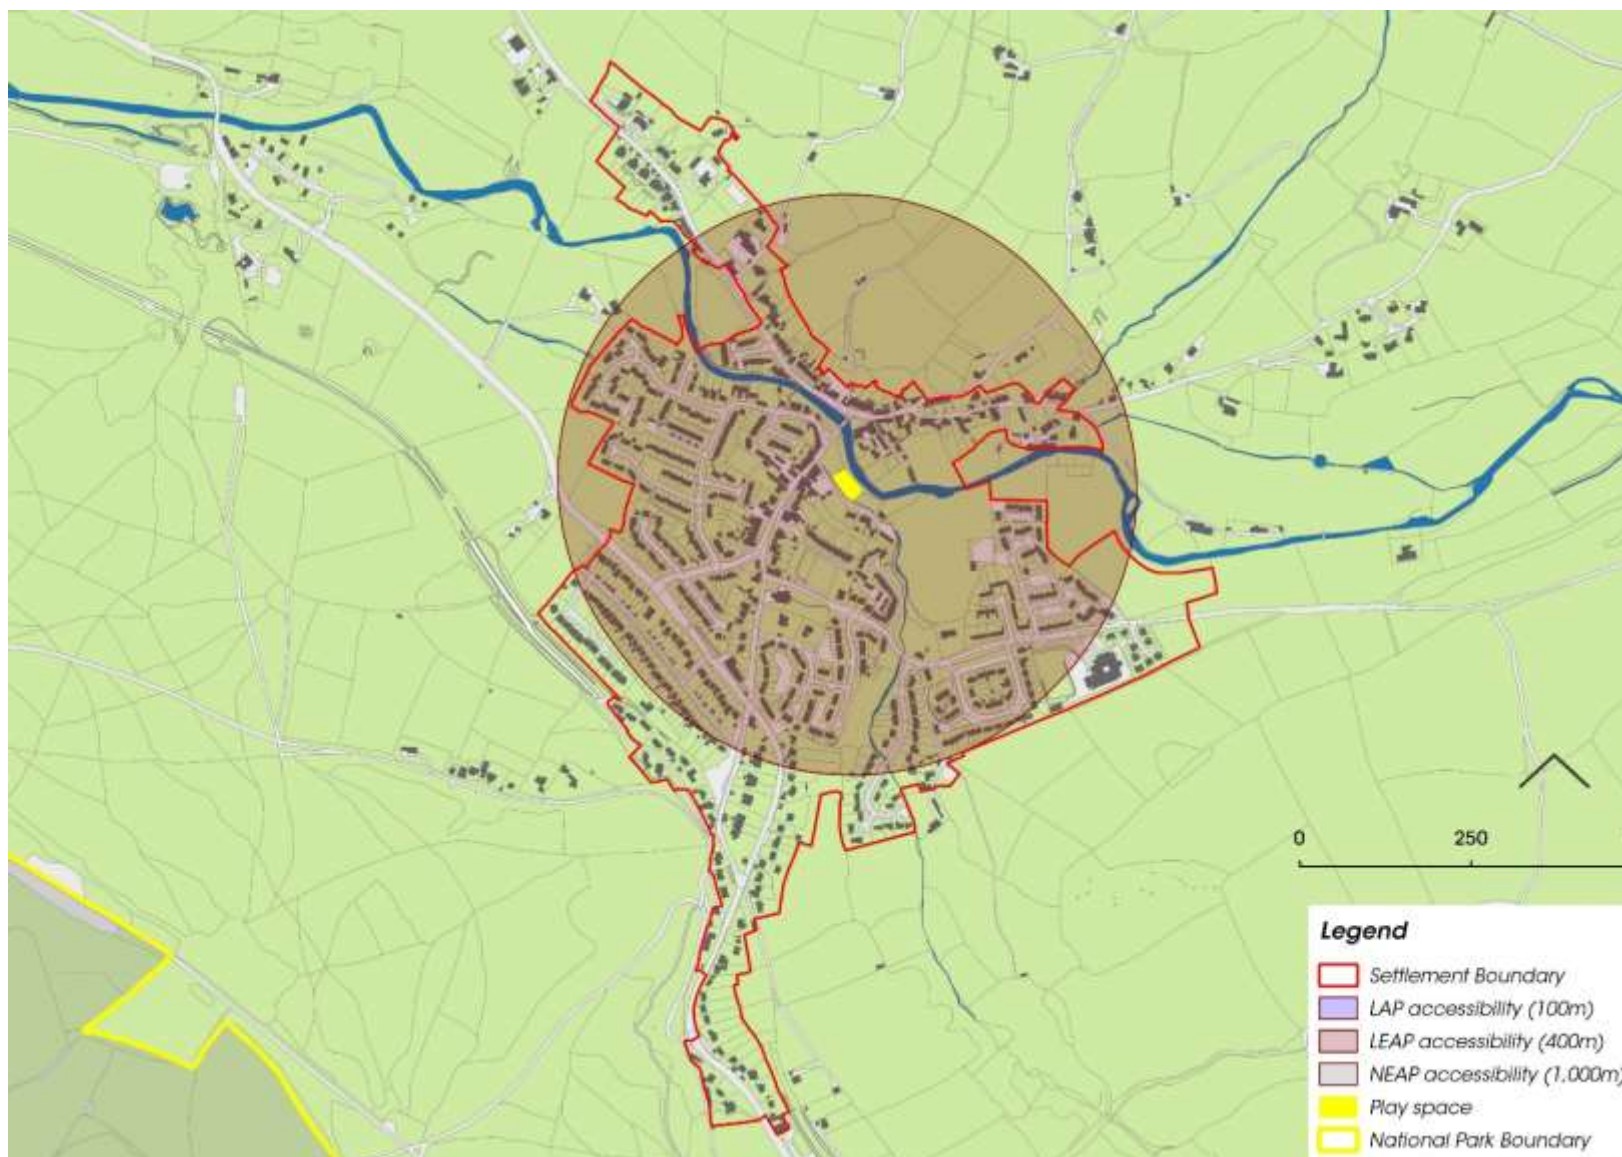 0 250
Legend
Settlement Boundary
LAP accessibility (100m)
LEAP accessibility (400m)
NEAP accessibility (1,000m)
Play space
National Park Boundary